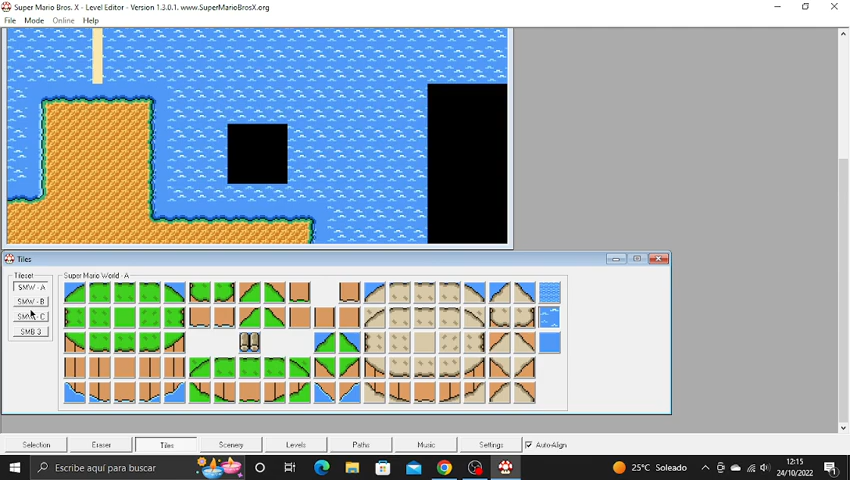 Super Mario Bros. X - Level Editor - Version 1.3.0.1. www.SuperMarioBrosX.org
File Mode Online Help
Tiles
Tileset Super Mario World - A
SMW - A
SMW - B
SMW - C
SMB 3
Selection Eraser Tiles Scenery Levels Paths Music Settings Auto-Align
Escribe aquí para buscar
25°C Soleado
12:15
24/10/2022
1